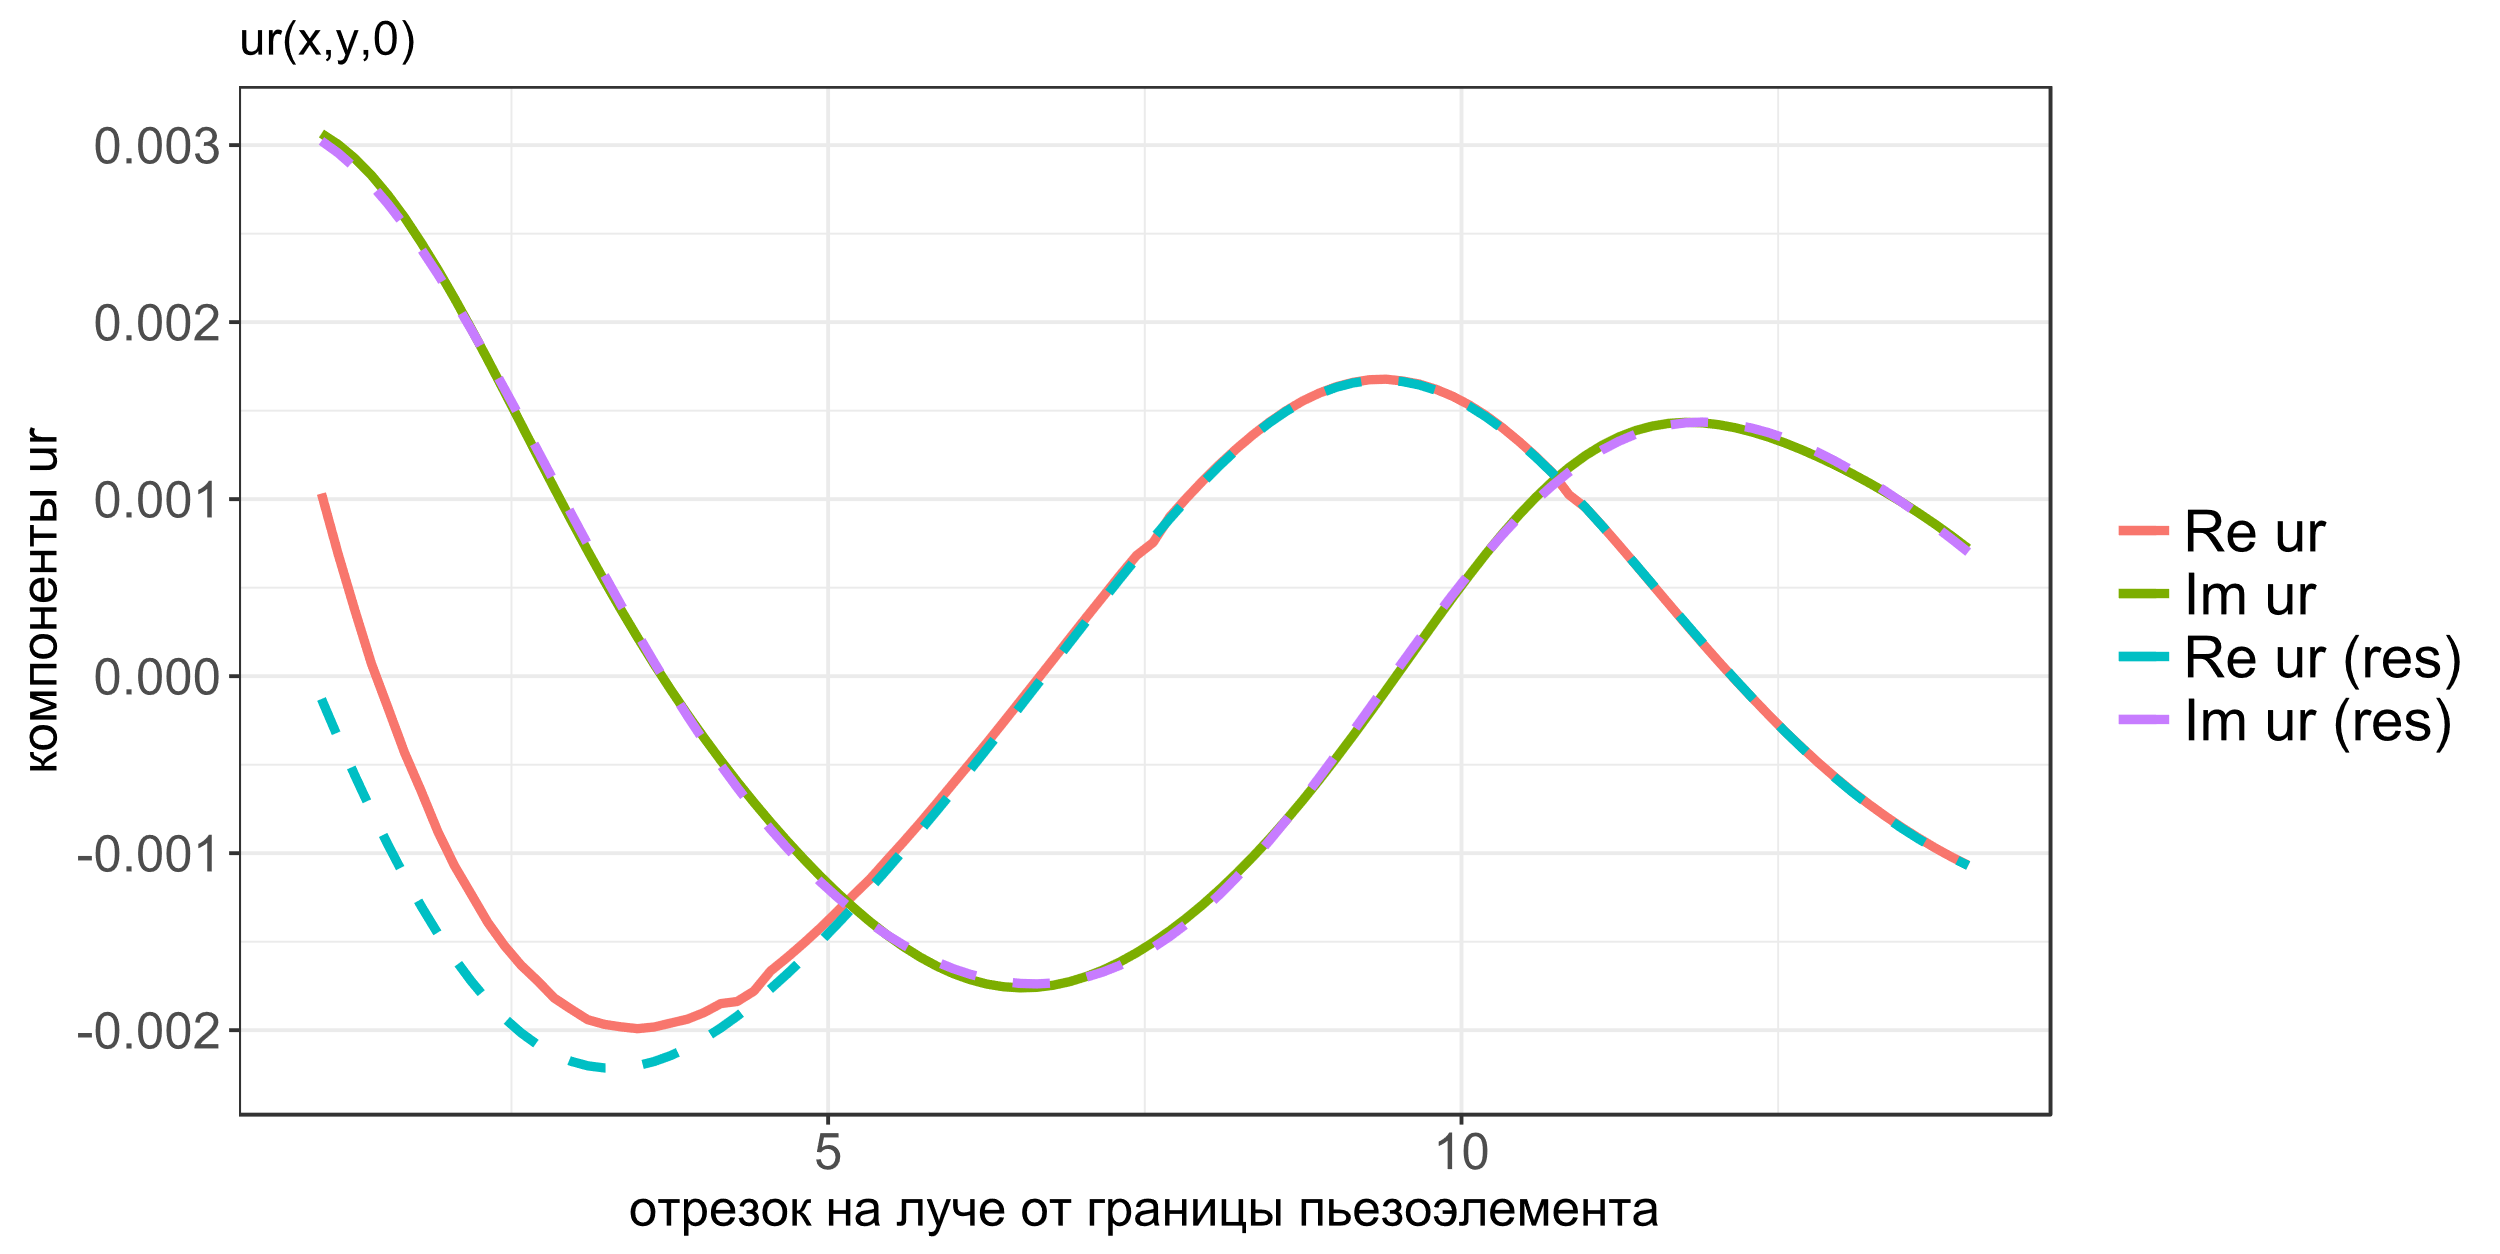 ur(x,y,0)
0.003
0.002
0.001
0.000
-0.001
-0.002
компоненты ur
5
10
отрезок на луче от границы пьезоэлемента
Re ur
Im ur
Re ur (res)
Im ur (res)